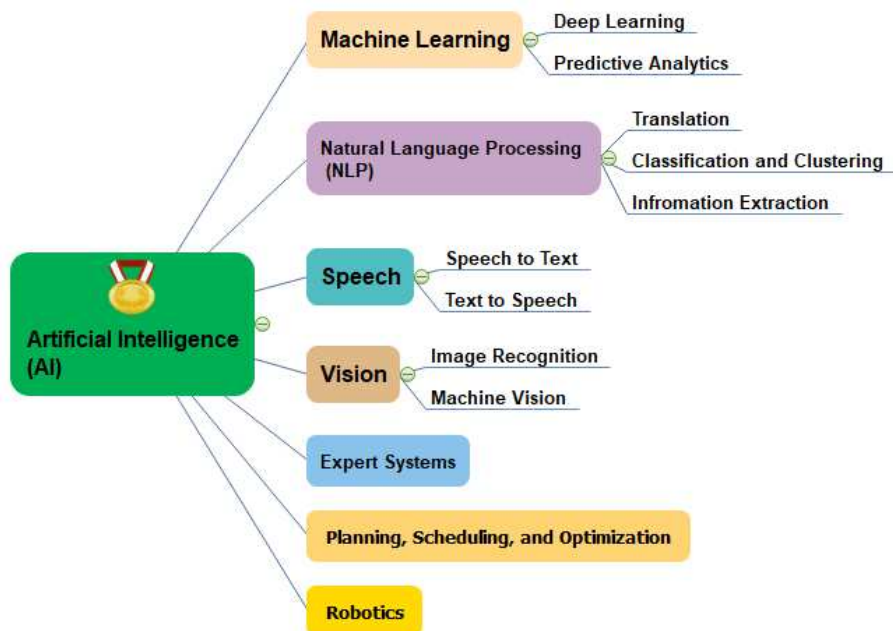 Artificial Intelligence
(AI)
Machine Learning
Deep Learning
Predictive Analytics
Natural Language Processing
(NLP)
Translation
Classification and Clustering
Infromation Extraction
Speech
Speech to Text
Text to Speech
Vision
Image Recognition
Machine Vision
Expert Systems
Planning, Scheduling, and Optimization
Robotics